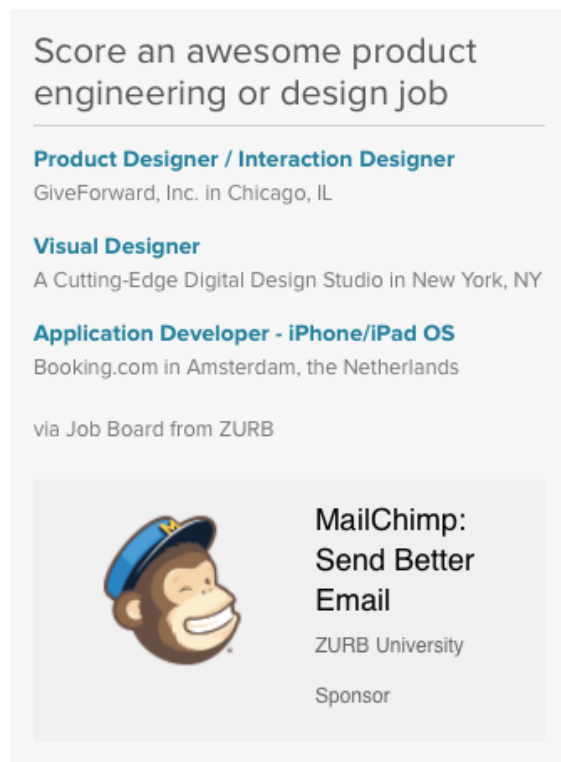 Score an awesome product
engineering or design job
Product Designer / Interaction Designer
GiveForward, Inc. in Chicago, IL
Visual Designer
A Cutting-Edge Digital Design Studio in New York, NY
Application Developer - iPhone/iPad OS
Booking.com in Amsterdam, the Netherlands
via Job Board from ZURB
MailChimp:
Send Better
Email
ZURB University
Sponsor